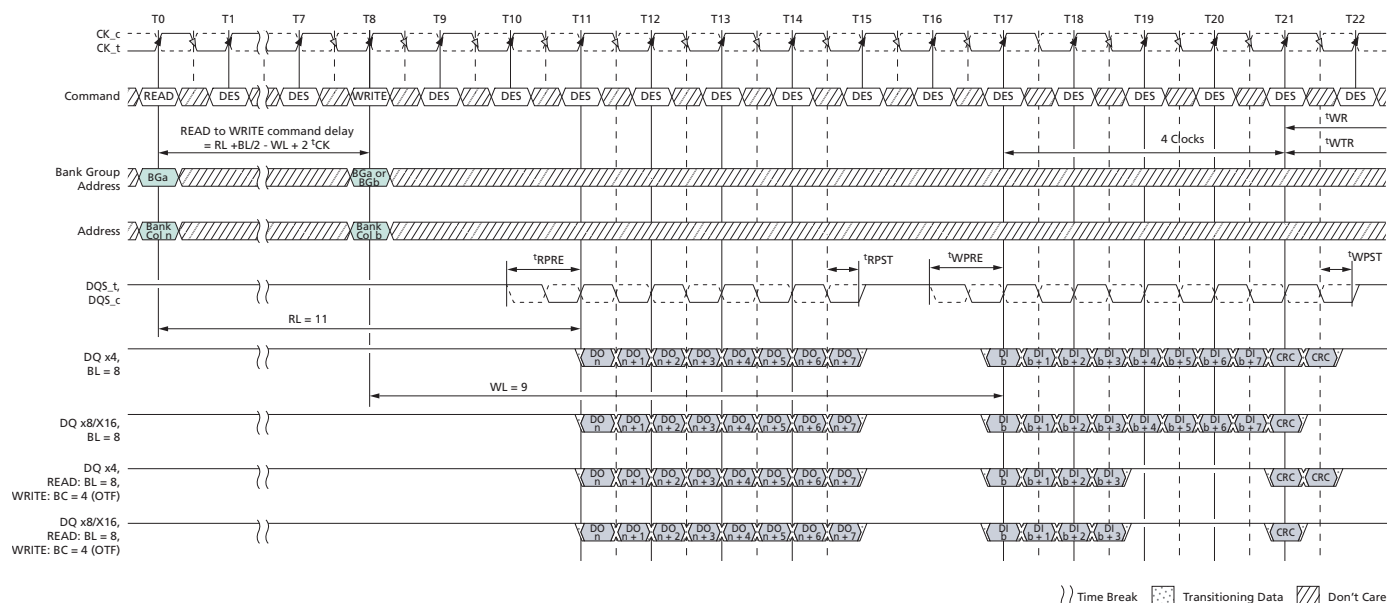 T0 T1 T7 T8 T9 T10 T11 T12 T13 T14 T15 T16 T17 T18 T19 T20 T21 T22
CK_c
CK_t
Command READ DES DES WRITE DES DES DES DES DES DES DES DES DES DES DES DES DES DES
tWR
READ to WRITE command delay
= RL +BL/2 - WL + 2 tCK
4 Clocks
tWTR
Bank Group
Address
BGa
BGa or
BGb
Address
Bank
Col n
Bank
Col b
tRPRE tRPST tWPRE tWPST
DQS_t,
DQS_c
RL = 11
DQ x4,
BL = 8
DO DO DO DO DO DO DO DO DI DI DI DI DI DI DI DI CRC CRC
n n + 1 n + 2 n + 3 n + 4 n + 5 n + 6 n + 7 b b + 1 b + 2 b + 3 b + 4 b + 5 b + 6 b + 7
WL = 9
DQ x8/X16,
BL = 8
DO DO DO DO DO DO DO DO DI DI DI DI DI DI DI DI CRC
n n + 1 n + 2 n + 3 n + 4 n + 5 n + 6 n + 7 b b + 1 b + 2 b + 3 b + 4 b + 5 b + 6 b + 7
DQ x4,
READ: BL = 8,
WRITE: BC = 4 (OTF)
DO DO DO DO DO DO DO DO DI DI DI DI CRC CRC
n n + 1 n + 2 n + 3 n + 4 n + 5 n + 6 n + 7 b b + 1 b + 2 b + 3
DQ x8/X16,
READ: BL = 8,
WRITE: BC = 4 (OTF)
DO DO DO DO DO DO DO DO DI DI DI DI CRC
n n + 1 n + 2 n + 3 n + 4 n + 5 n + 6 n + 7 b b + 1 b + 2 b + 3
Time Break Transitioning Data Don't Care